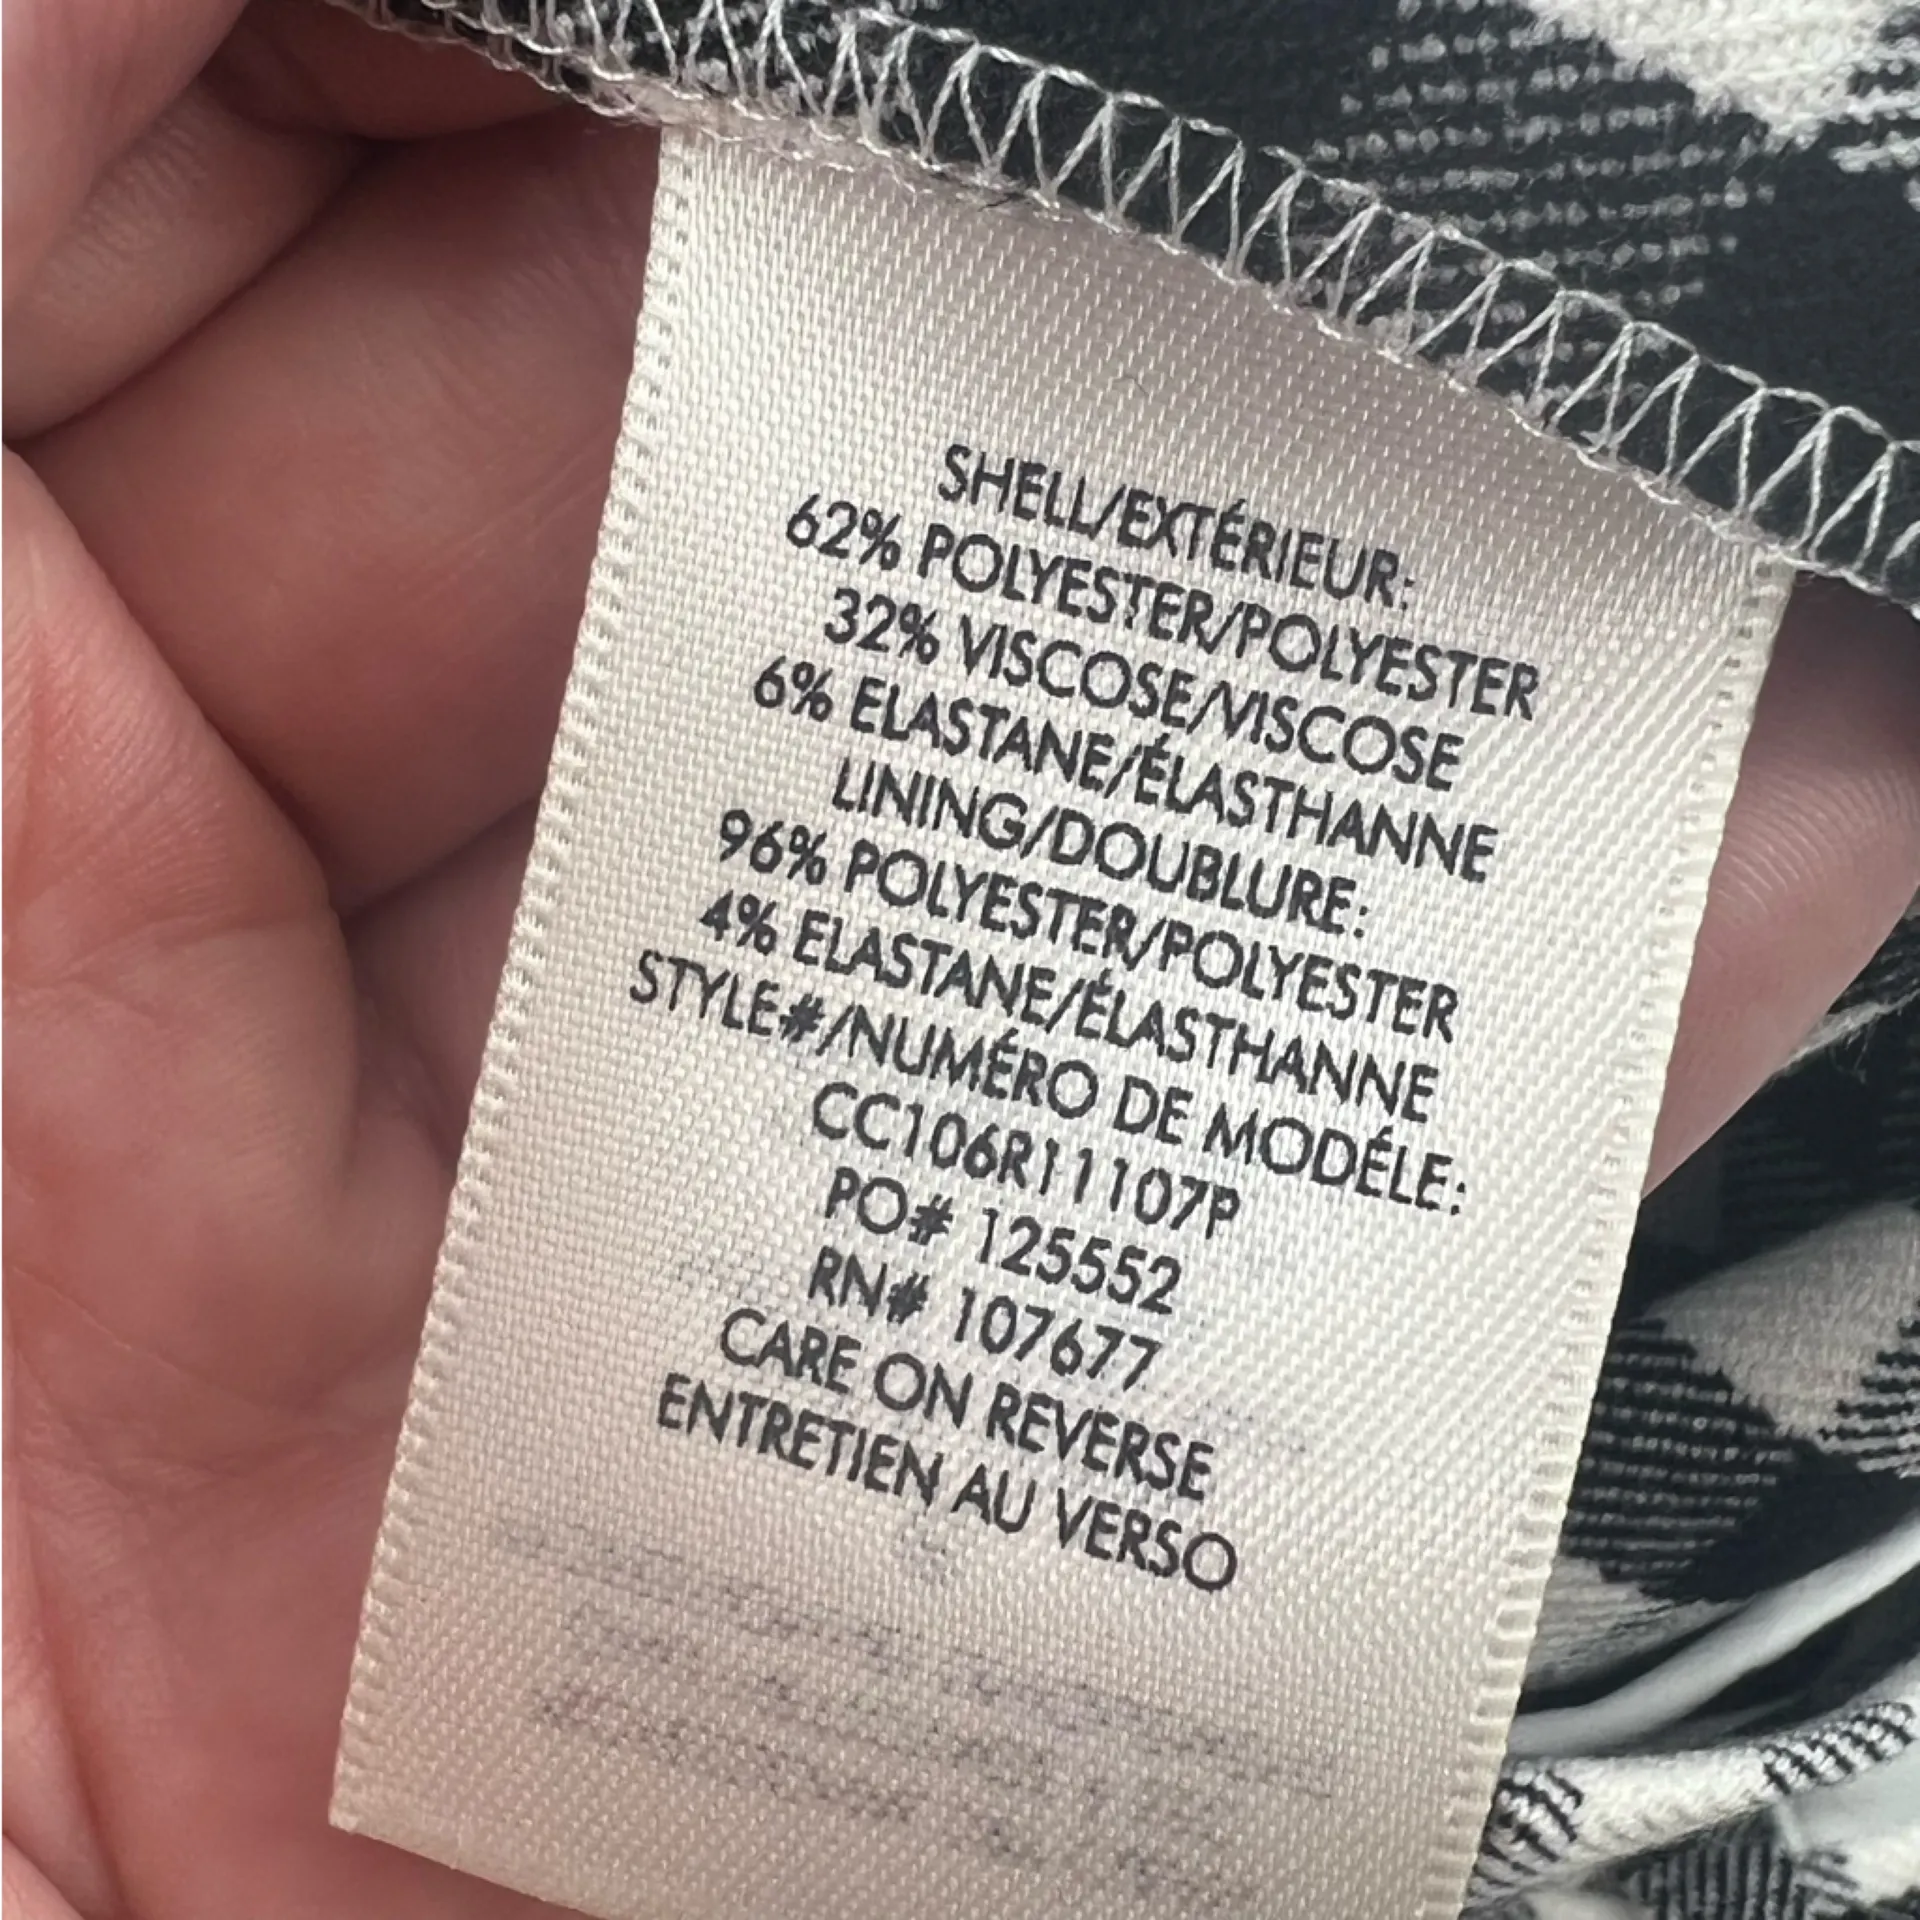 SHELL/EXTÉRIEUR:
62% POLYESTER/POLYESTER
32% VISCOSE/VISCOSE
6% ELASTANE/ÉLASTHANNE
LINING/DOUBLURE:
96% POLYESTER/POLYESTER
4% ELASTANE/ÉLASTHANNE
STYLE#/NUMÉRO DE MODÉLE:
CC106R11107P
PO# 125552
RN# 107677
CARE ON REVERSE
ENTRETIEN AU VERSO